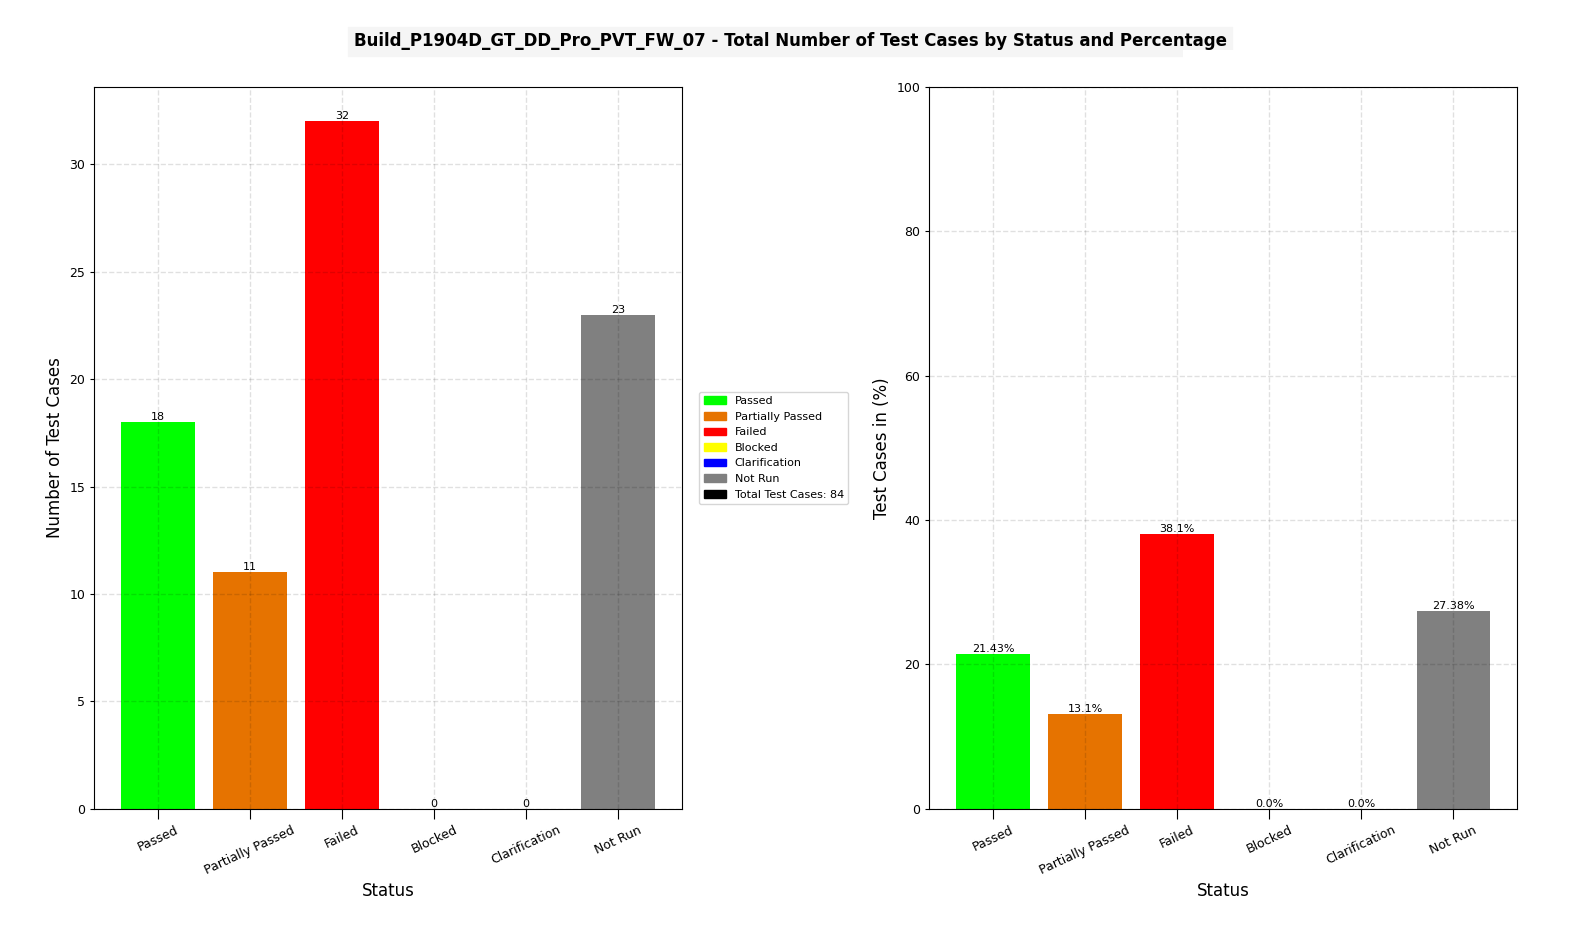 Build_P1904D_GT_DD_Pro_PVT_FW_07 - Total Number of Test Cases by Status and Percentage
Number of Test Cases
30
25
20
15
10
5
0
18
11
32
0
0
23
Passed
Partially Passed
Failed
Blocked
Clarification
Not Run
Status
Passed
Partially Passed
Failed
Blocked
Clarification
Not Run
Total Test Cases: 84
Test Cases in (%)
100
80
60
40
20
0
21.43%
13.1%
38.1%
0.0%
0.0%
27.38%
Passed
Partially Passed
Failed
Blocked
Clarification
Not Run
Status